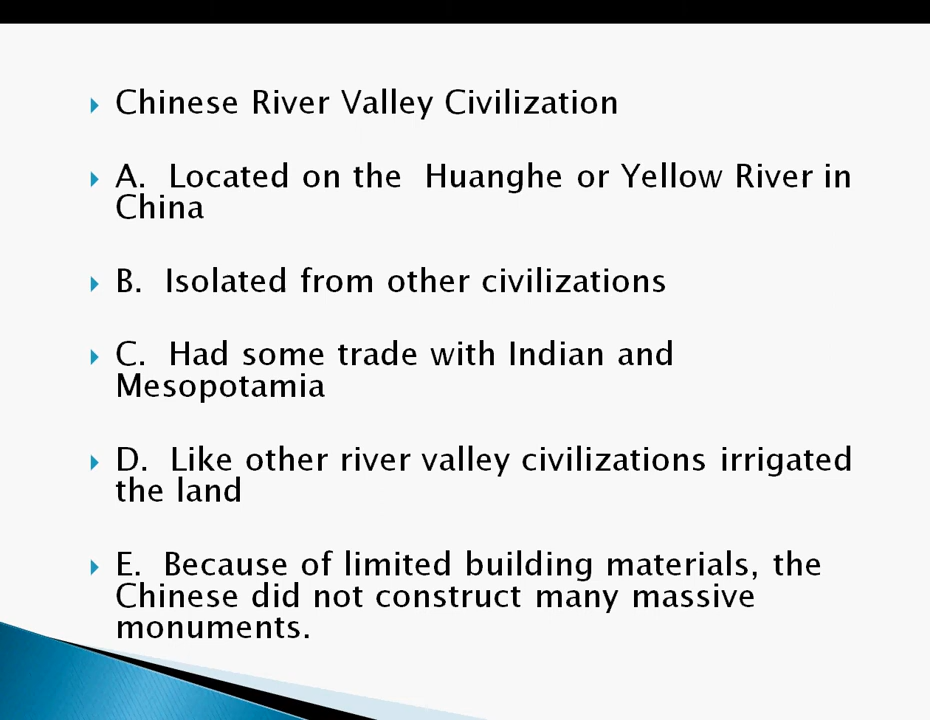 Chinese River Valley Civilization
A.  Located on the  Huanghe or Yellow River in
China
B.  Isolated from other civilizations
C.  Had some trade with Indian and
Mesopotamia
D.  Like other river valley civilizations irrigated
the land
E.  Because of limited building materials, the
Chinese did not construct many massive
monuments.